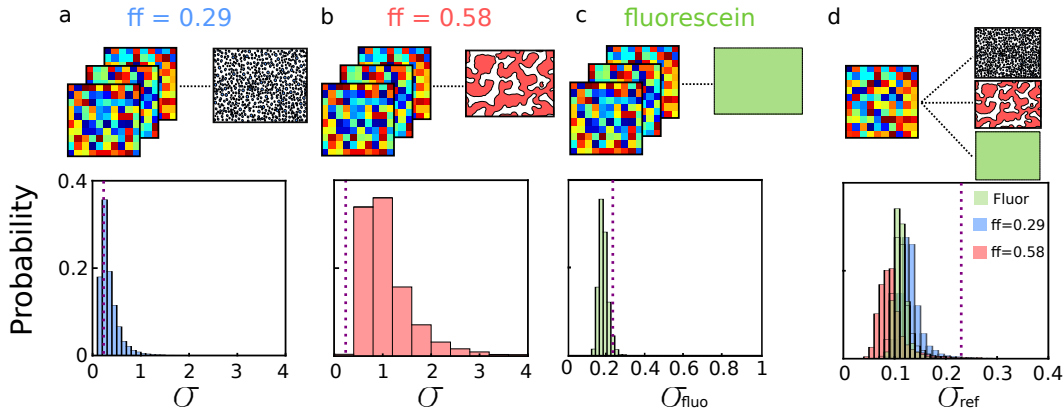 a ff = 0.29
b ff = 0.58
c fluorescein
d
Probability
0.4
0.2
0
0 1 2 3 4
σ
0 1 2 3 4
σ
0 0.2 0.4 0.6 0.8 1
σfluo
Fluor
ff=0.29
ff=0.58
0 0.1 0.2 0.3 0.4
σref